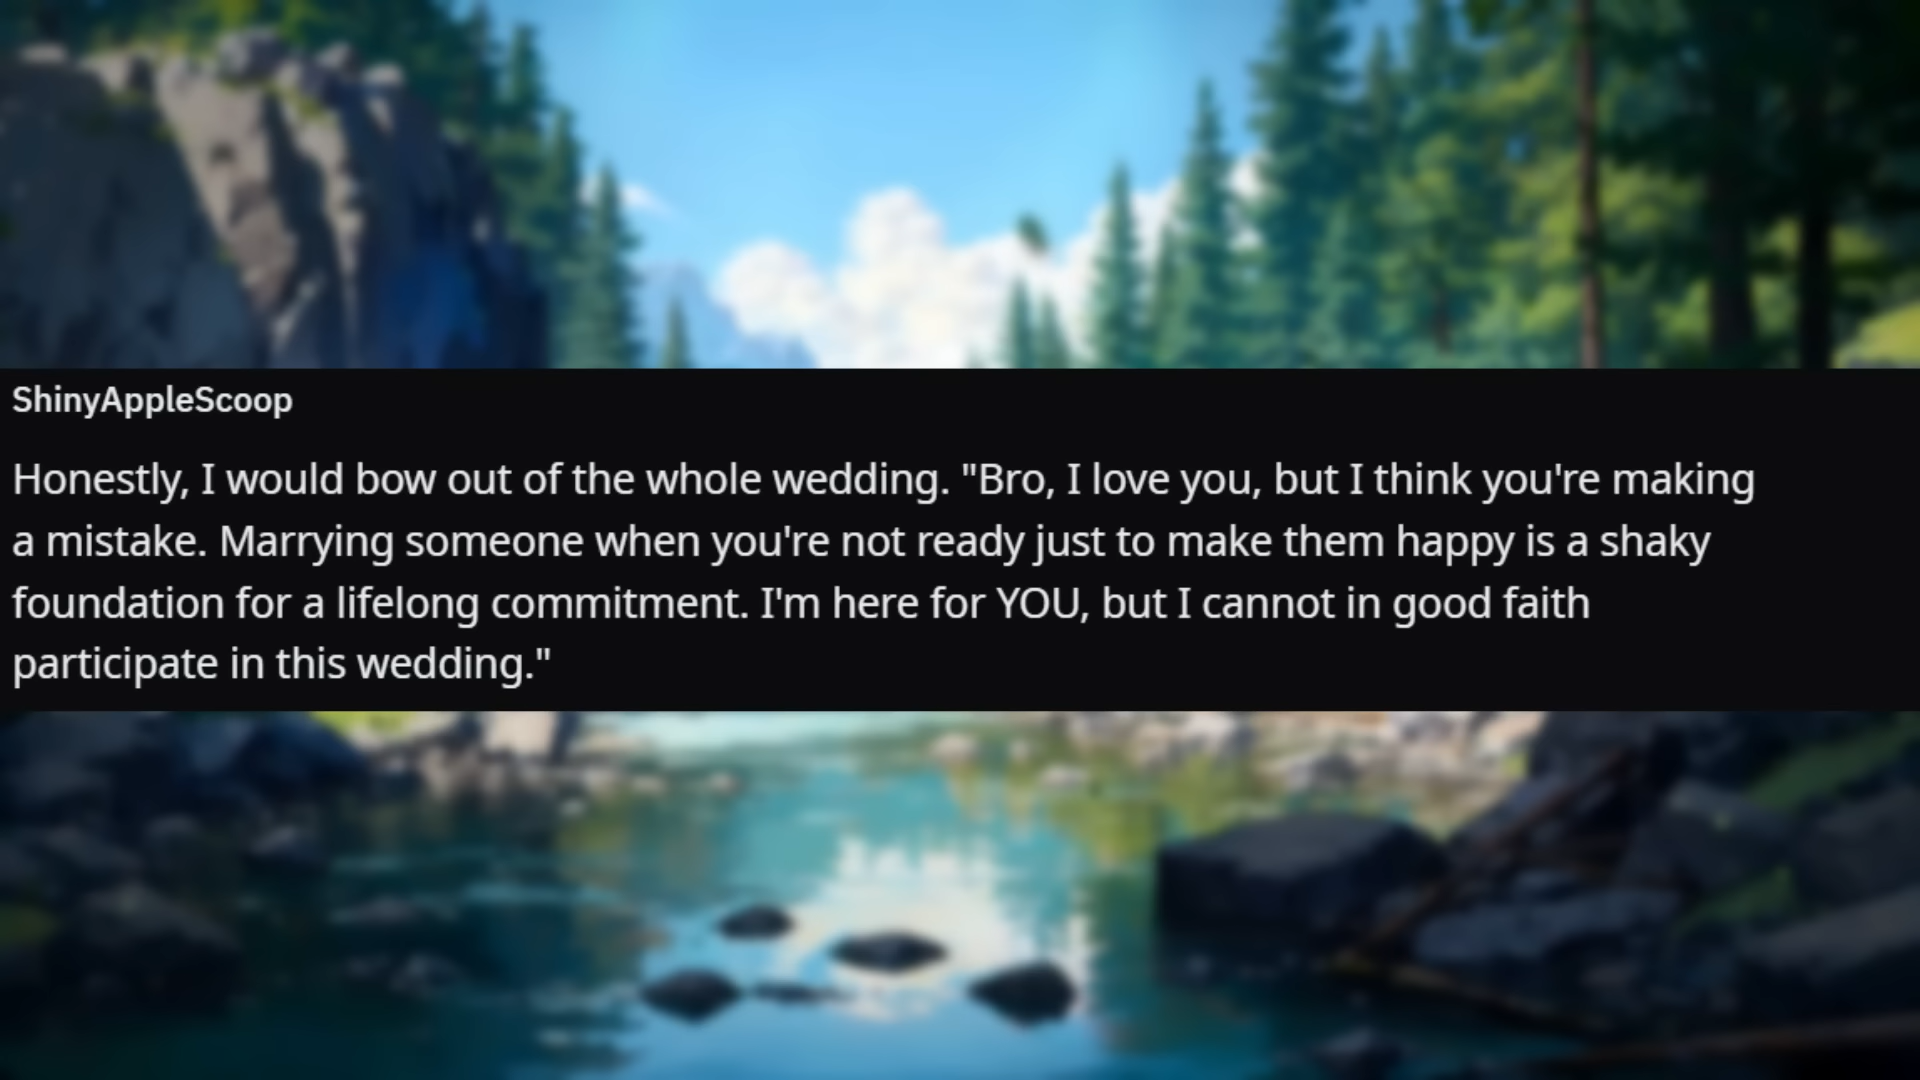 ShinyAppleScoop
Honestly, I would bow out of the whole wedding. "Bro, I love you, but I think you're making
a mistake. Marrying someone when you're not ready just to make them happy is a shaky
foundation for a lifelong commitment. I'm here for YOU, but I cannot in good faith
participate in this wedding."